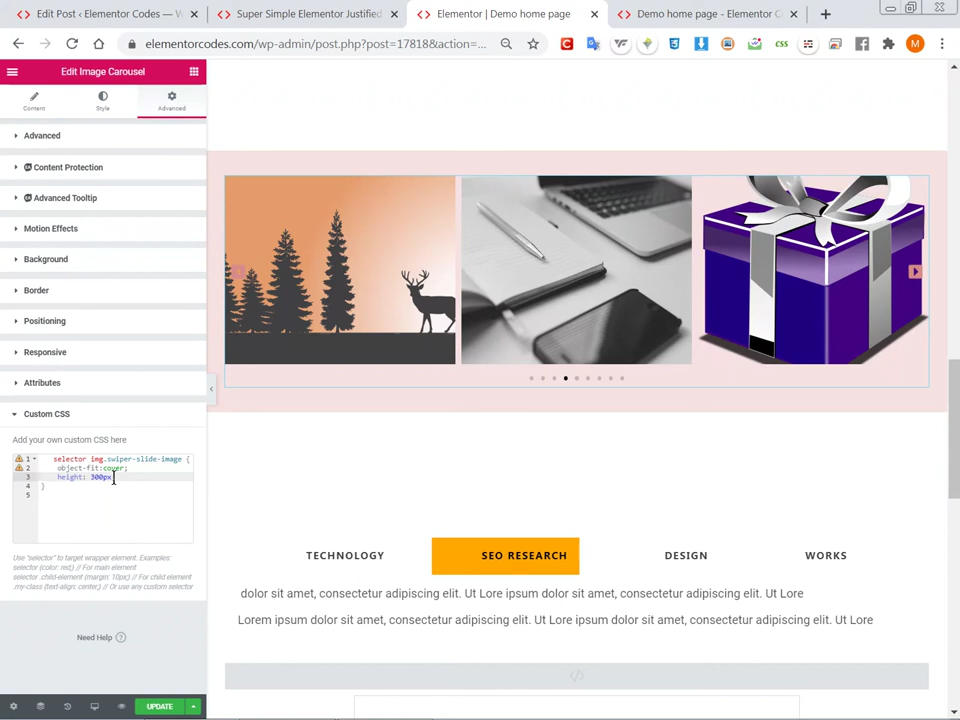 Edit Post ‹ Elementor Codes — W
Super Simple Elementor Justified
Elementor | Demo home page
Demo home page - Elementor C
elementorcodes.com/wp-admin/post.php?post=17818&action=...
css
M
Edit Image Carousel
Content
Style
Advanced
Advanced
Content Protection
Advanced Tooltip
Motion Effects
Background
Border
Positioning
Responsive
Attributes
Custom CSS
Add your own custom CSS here
1 selector img.swiper-slide-image {
2 object-fit:cover;
3 height: 300px
4 }
5
Use "selector" to target wrapper element. Examples:
selector {color: red;} // For main element
selector .child-element {margin: 10px;} // For child element
.my-class {text-align: center;} // Or use any custom selector
Need Help ?
UPDATE
TECHNOLOGY
SEO RESEARCH
DESIGN
WORKS
dolor sit amet, consectetur adipiscing elit. Ut Lore ipsum dolor sit amet, consectetur adipiscing elit. Ut Lore
Lorem ipsum dolor sit amet, consectetur adipiscing elit. Ut Lore ipsum dolor sit amet, consectetur adipiscing elit. Ut Lore